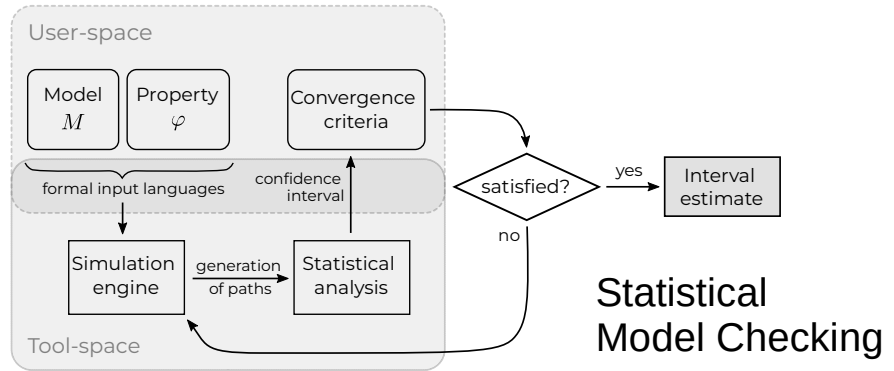 User-space
Model
M
Property
φ
Convergence
criteria
formal input languages
confidence
interval
satisfied?
yes
Interval
estimate
no
Simulation
engine
generation
of paths
Statistical
analysis
Tool-space
Statistical
Model Checking